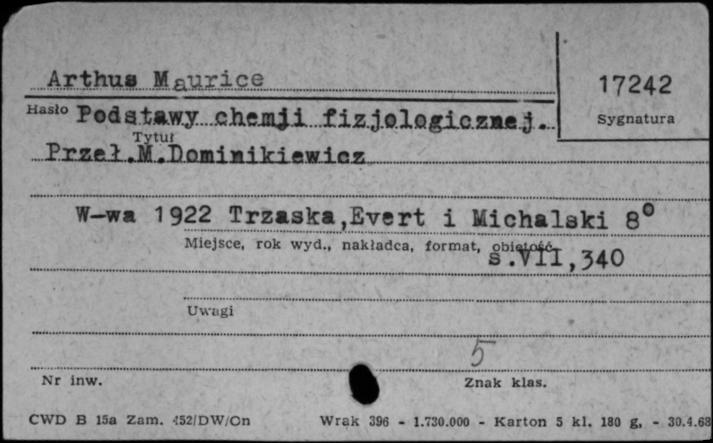 Arthus Maurice
17242
Hasło
Podstawy chemji fizjologicznej.
Sygnatura
Tytuł
Przeł.M.Dominikiewicz
W-wa 1922 Trzaska,Evert i Michalski 8°
Miejsce, rok wyd., nakładca, format, objętość
s.VII,340
Uwagi
5
Nr inw.
Znak klas.
CWD B 15a Zam. 452/DW/On Wrak 396 - 1.730.000 - Karton 5 kl. 180 g, - 30.4.68